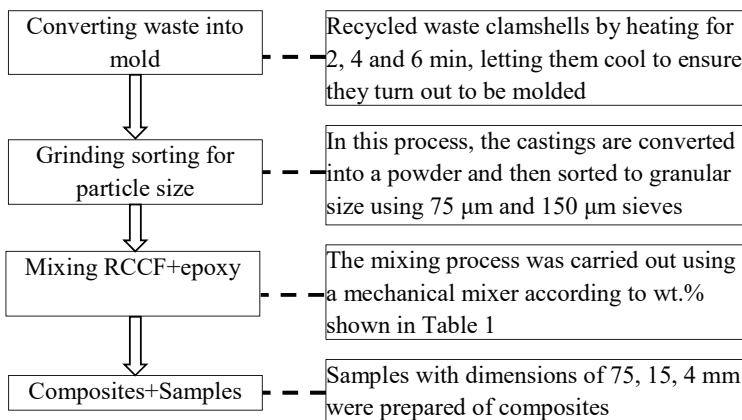 Converting waste into
mold
Recycled waste clamshells by heating for
2, 4 and 6 min, letting them cool to ensure
they turn out to be molded
Grinding sorting for
particle size
In this process, the castings are converted
into a powder and then sorted to granular
size using 75 μm and 150 μm sieves
Mixing RCCF+epoxy
The mixing process was carried out using
a mechanical mixer according to wt.%
shown in Table 1
Composites+Samples
Samples with dimensions of 75, 15, 4 mm
were prepared of composites